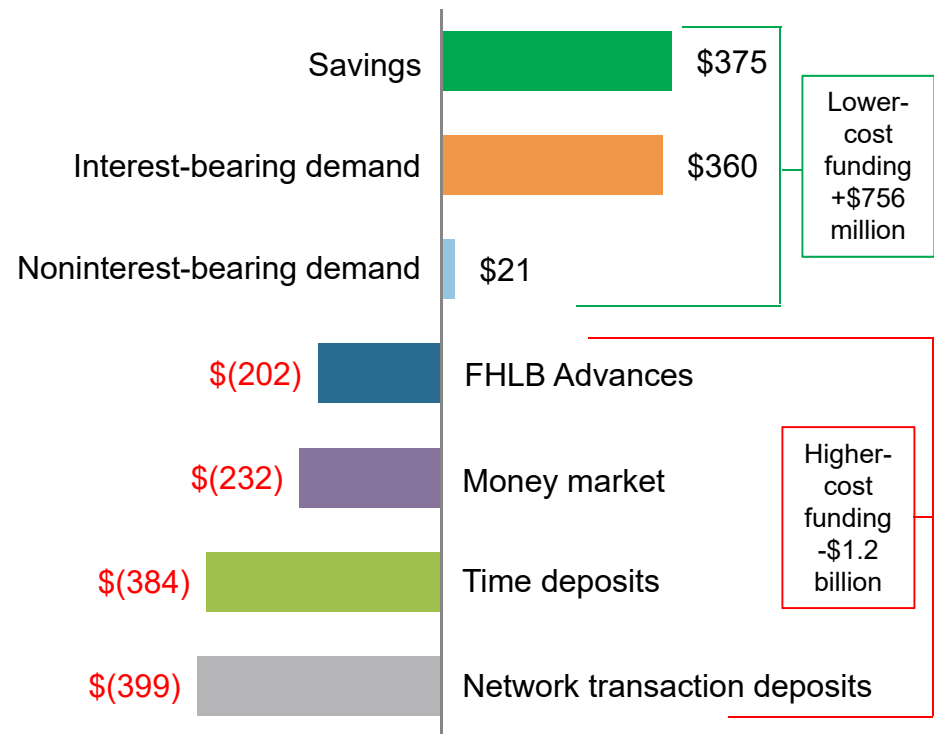 Savings $375
Interest-bearing demand $360
Noninterest-bearing demand $21
Lower-
cost
funding
+$756
million
$(202) FHLB Advances
$(232) Money market
$(384) Time deposits
$(399) Network transaction deposits
Higher-
cost
funding
-$1.2
billion